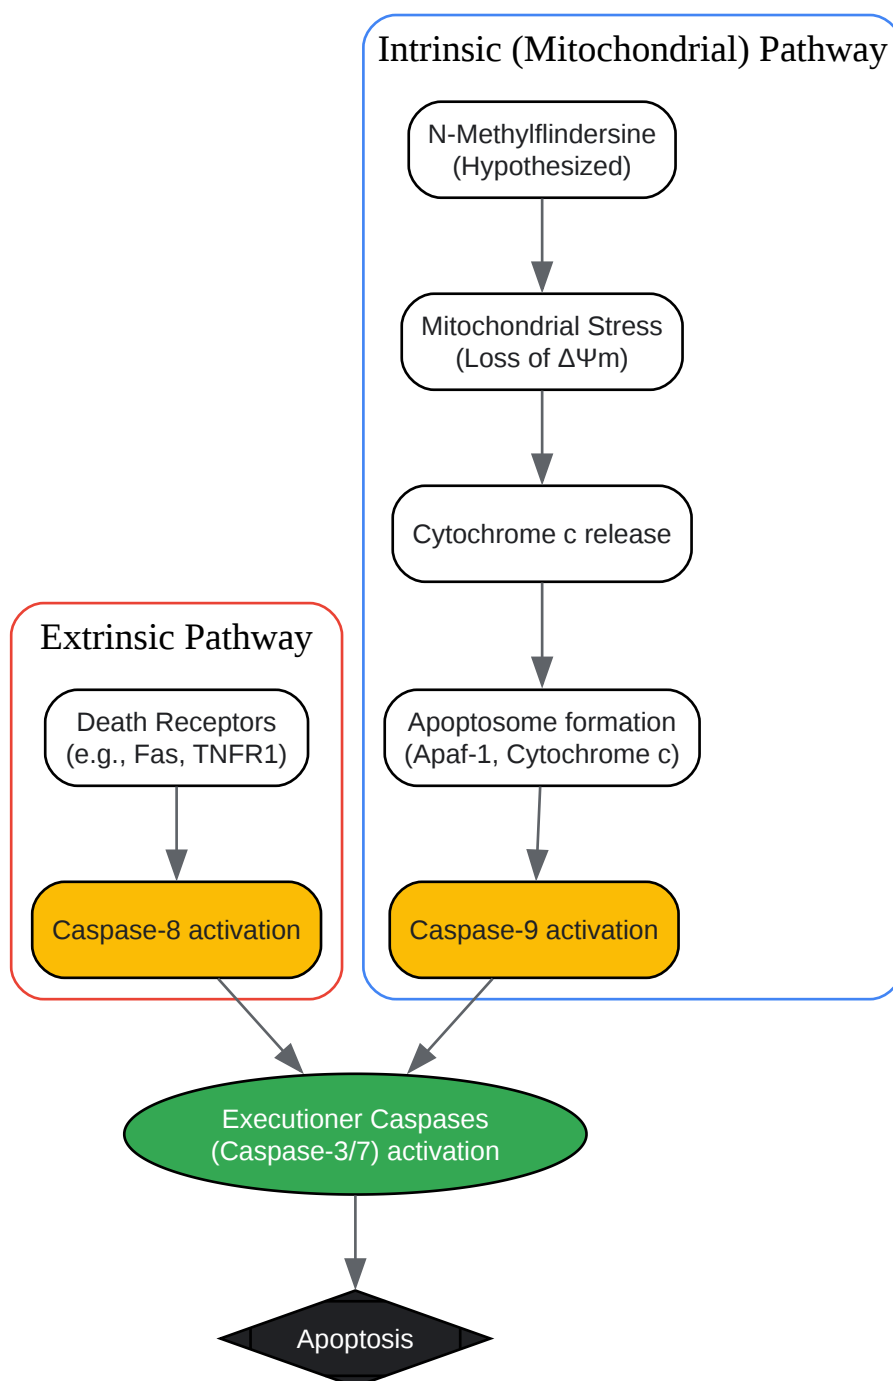 Intrinsic (Mitochondrial) Pathway
N-Methylflindersine
(Hypothesized)
Mitochondrial Stress
(Loss of ΔΨm)
Cytochrome c release
Extrinsic Pathway
Death Receptors
(e.g., Fas, TNFR1)
Apoptosome formation
(Apaf-1, Cytochrome c)
Caspase-8 activation
Caspase-9 activation
Executioner Caspases
(Caspase-3/7) activation
Apoptosis